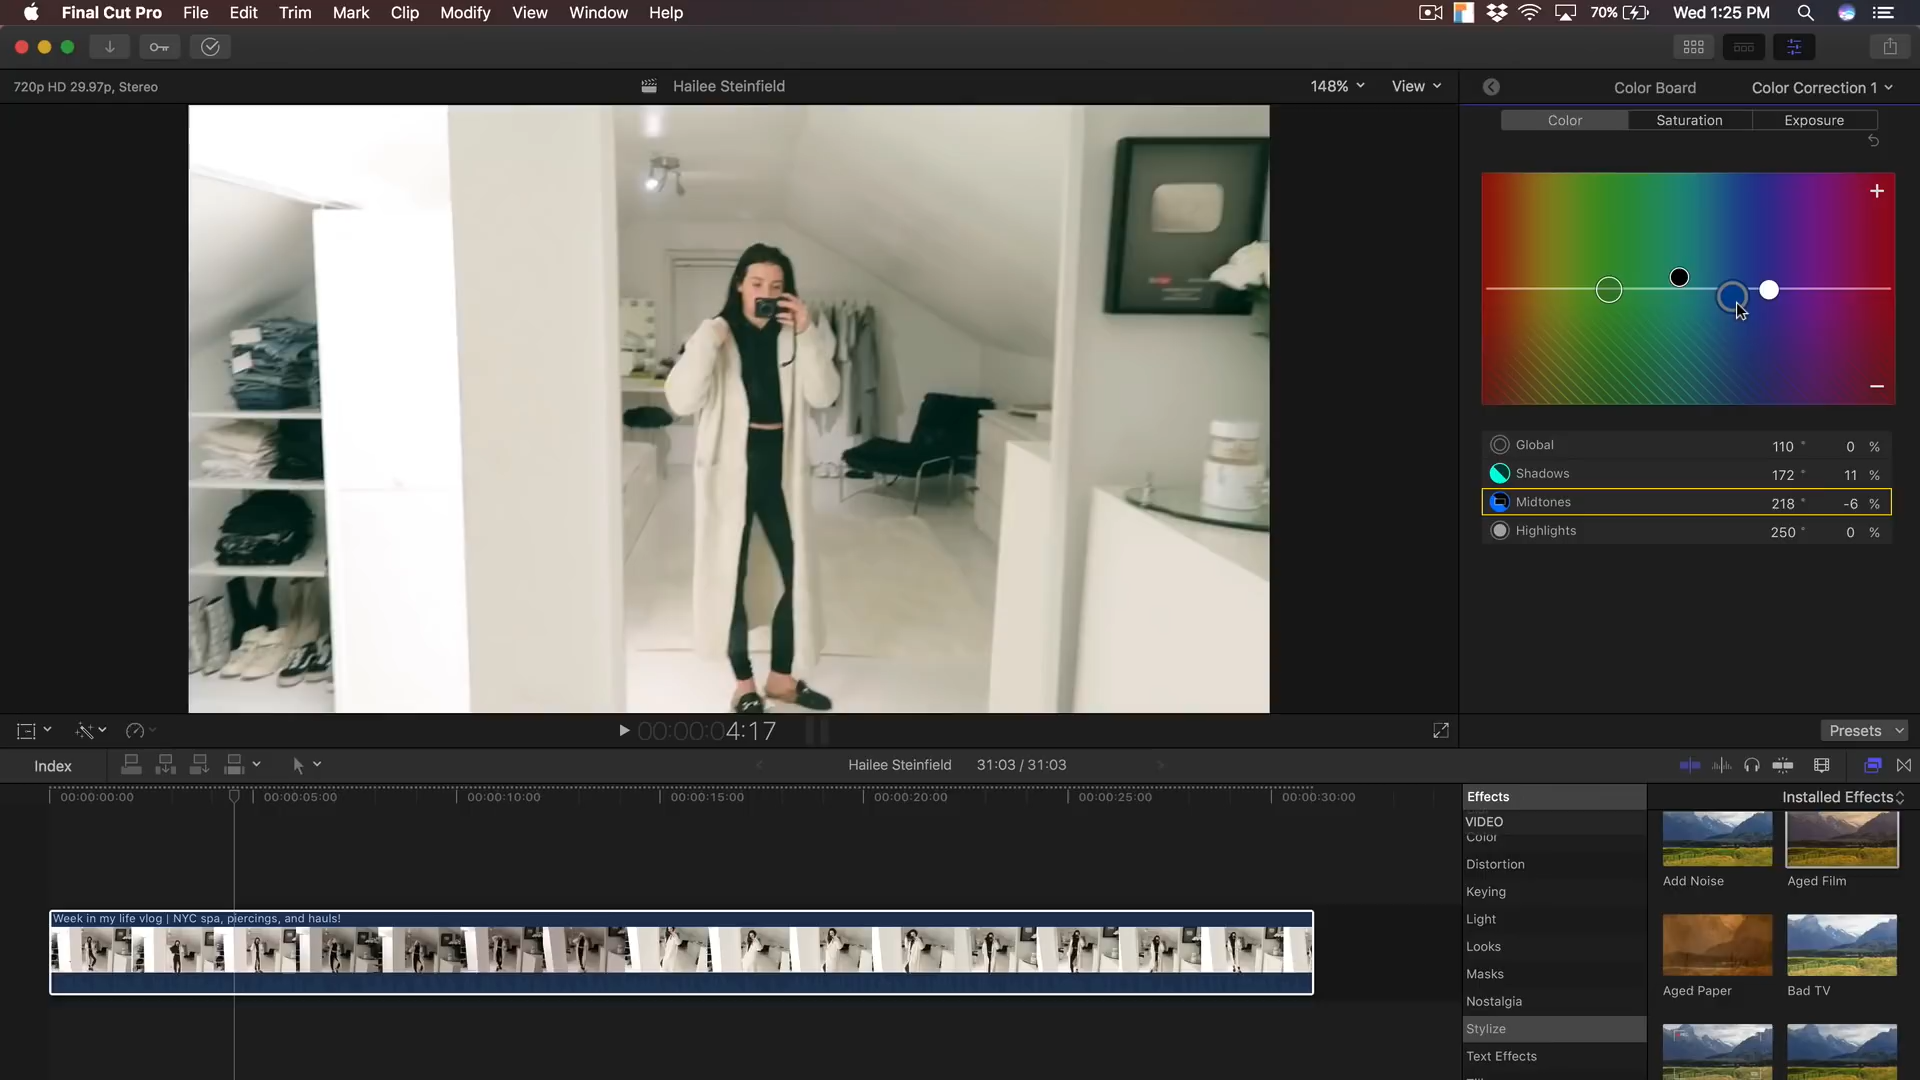 Final Cut Pro File Edit Trim Mark Clip Modify View Window Help 70% Wed 1:25 PM
720p HD 29.97p, Stereo Hailee Steinfield 148% View Color Board Color Correction 1
Color Saturation Exposure
Global 110 ° 0 %
Shadows 172 ° 11 %
Midtones 218 ° -6 %
Highlights 250 ° 0 %
00:00:04:17 Presets
Index Hailee Steinfield 31:03 / 31:03
00:00:00:00 00:00:05:00 00:00:10:00 00:00:15:00 00:00:20:00 00:00:25:00 00:00:30:00
Effects Installed Effects
VIDEO
Color
Distortion
Add Noise Aged Film
Keying
Light
Week in my life vlog | NYC spa, piercings, and hauls!
Looks
Masks
Aged Paper Bad TV
Nostalgia
Stylize
Text Effects